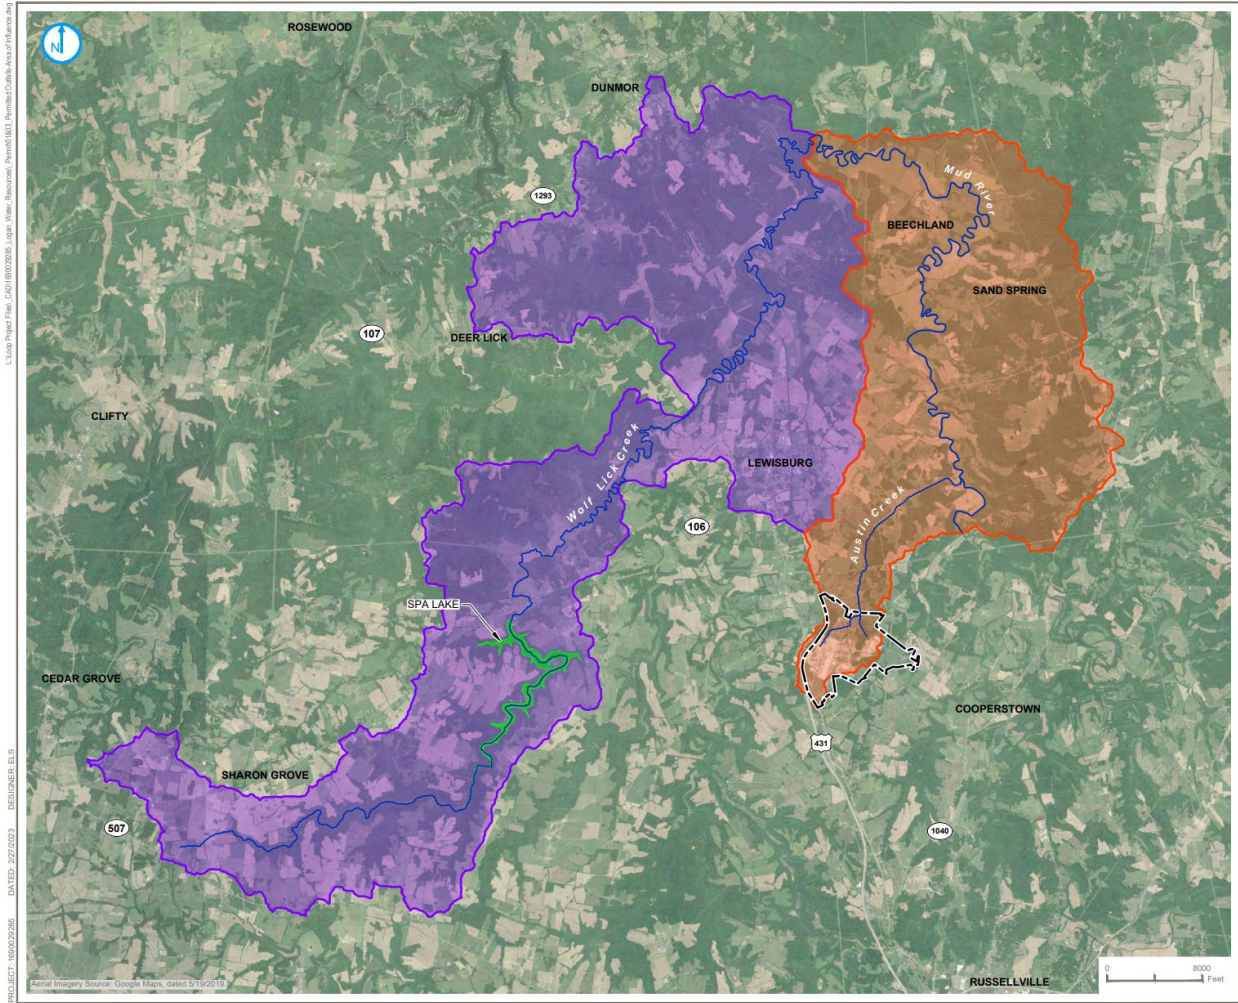 ROSEWOOD
N
DUNMOR
1293
Mud River
BEECHLAND
SAND SPRING
107
DEER LICK
CLIFTY
Wolf Lick Creek
LEWISBURG
Austin Creek
106
SPA LAKE
CEDAR GROVE
COOPERSTOWN
431
SHARON GROVE
507
1040
RUSSELLVILLE
0 8000
Feet
Aerial Imagery Source: Google Maps, dated 5/19/2019.
PROJECT: 1690029285 DATED: 2/27/2023 DESIGNER: ELS